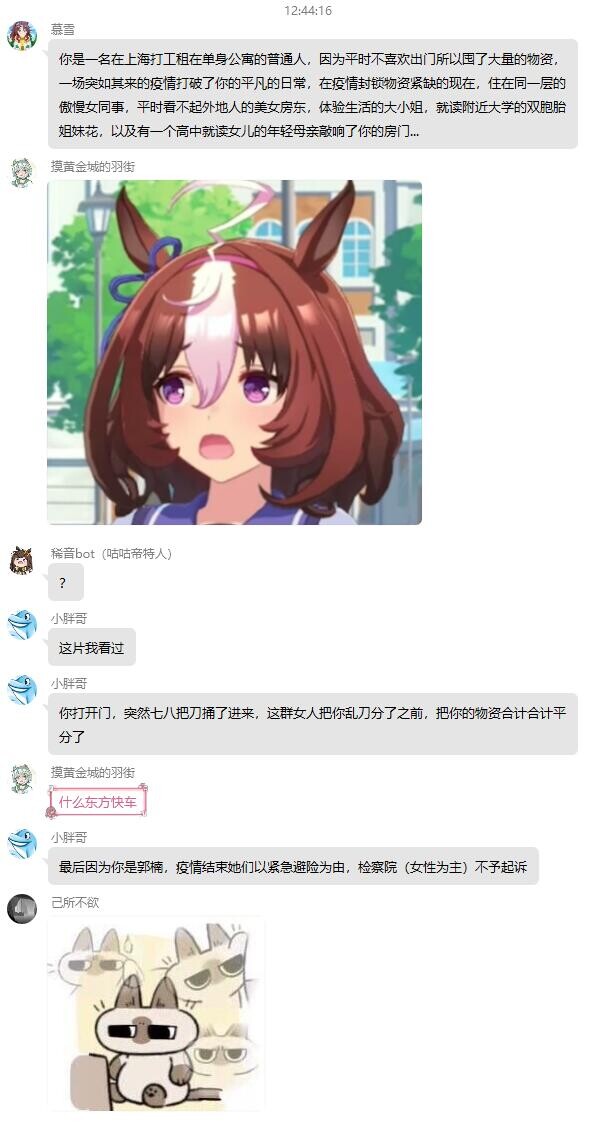 12:44:16
慕雪
你是一名在上海打工租在单身公寓的普通人，因为平时不喜欢出门所以囤了大量的物资，
一场突如其来的疫情打破了你的平凡的日常，在疫情封锁物资紧缺的现在，住在同一层的
傲慢女同事，平时看不起外地人的美女房东，体验生活的大小姐，就读附近大学的双胞胎
姐妹花，以及有一个高中就读女儿的年轻母亲敲响了你的房门...
摸黄金城的羽街
稀音bot（咕咕帝特人）
?
小胖哥
这片我看过
小胖哥
你打开门，突然七八把刀捅了进来，这群女人把你乱刀分了之前，把你的物资合计合计平
分了
摸黄金城的羽街
什么东方快车
小胖哥
最后因为你是郭楠，疫情结束她们以紧急避险为由，检察院（女性为主）不予起诉
己所不欲